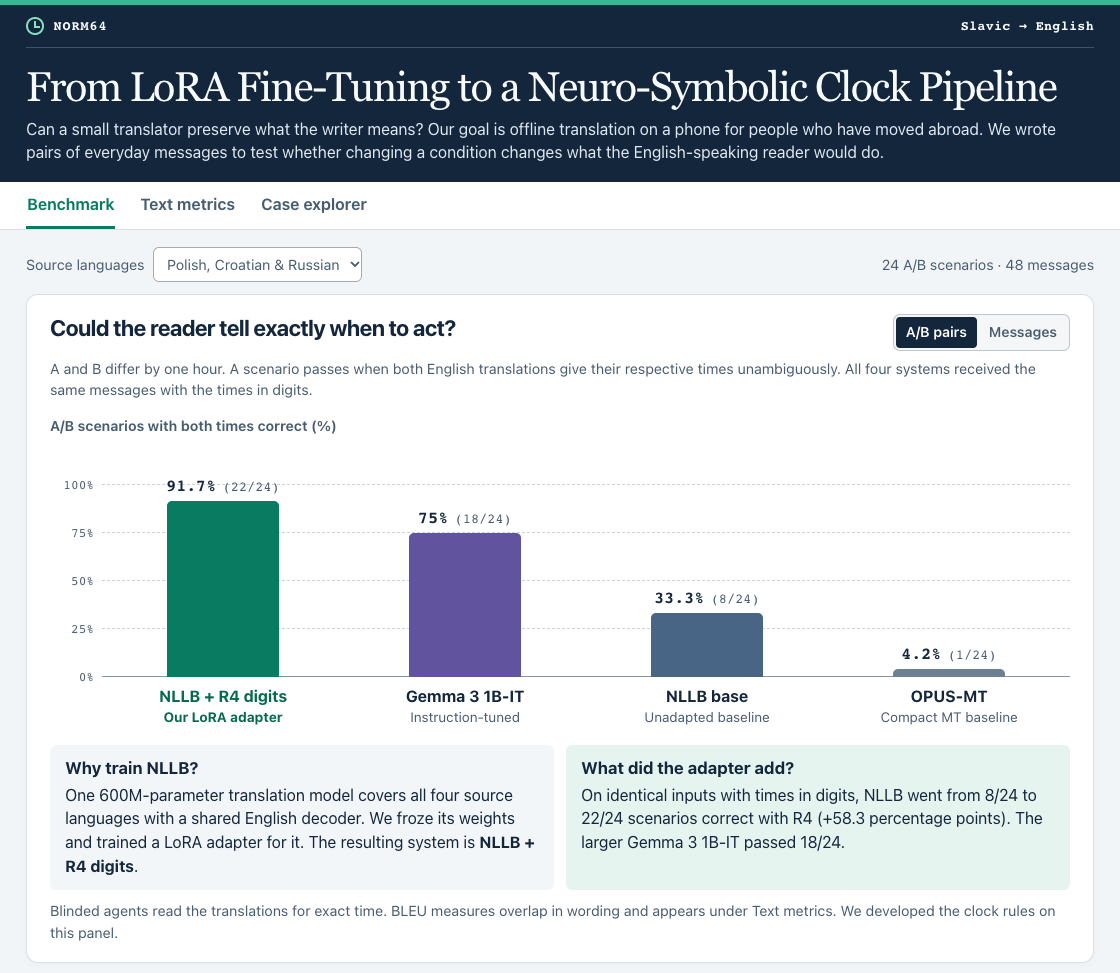 NORM64
Slavic → English
From LoRA Fine-Tuning to a Neuro-Symbolic Clock Pipeline
Can a small translator preserve what the writer means? Our goal is offline translation on a phone for people who have moved abroad. We wrote
pairs of everyday messages to test whether changing a condition changes what the English-speaking reader would do.
Benchmark
Text metrics
Case explorer
Source languages
Polish, Croatian & Russian
24 A/B scenarios · 48 messages
Could the reader tell exactly when to act?
A/B pairs
Messages
A and B differ by one hour. A scenario passes when both English translations give their respective times unambiguously. All four systems received the
same messages with the times in digits.
A/B scenarios with both times correct (%)
100%
75%
50%
25%
0%
91.7% (22/24)
75% (18/24)
33.3% (8/24)
4.2% (1/24)
NLLB + R4 digits
Our LoRA adapter
Gemma 3 1B-IT
Instruction-tuned
NLLB base
Unadapted baseline
OPUS-MT
Compact MT baseline
Why train NLLB?
One 600M-parameter translation model covers all four source
languages with a shared English decoder. We froze its weights
and trained a LoRA adapter for it. The resulting system is NLLB +
R4 digits.
What did the adapter add?
On identical inputs with times in digits, NLLB went from 8/24 to
22/24 scenarios correct with R4 (+58.3 percentage points). The
larger Gemma 3 1B-IT passed 18/24.
Blinded agents read the translations for exact time. BLEU measures overlap in wording and appears under Text metrics. We developed the clock rules on
this panel.